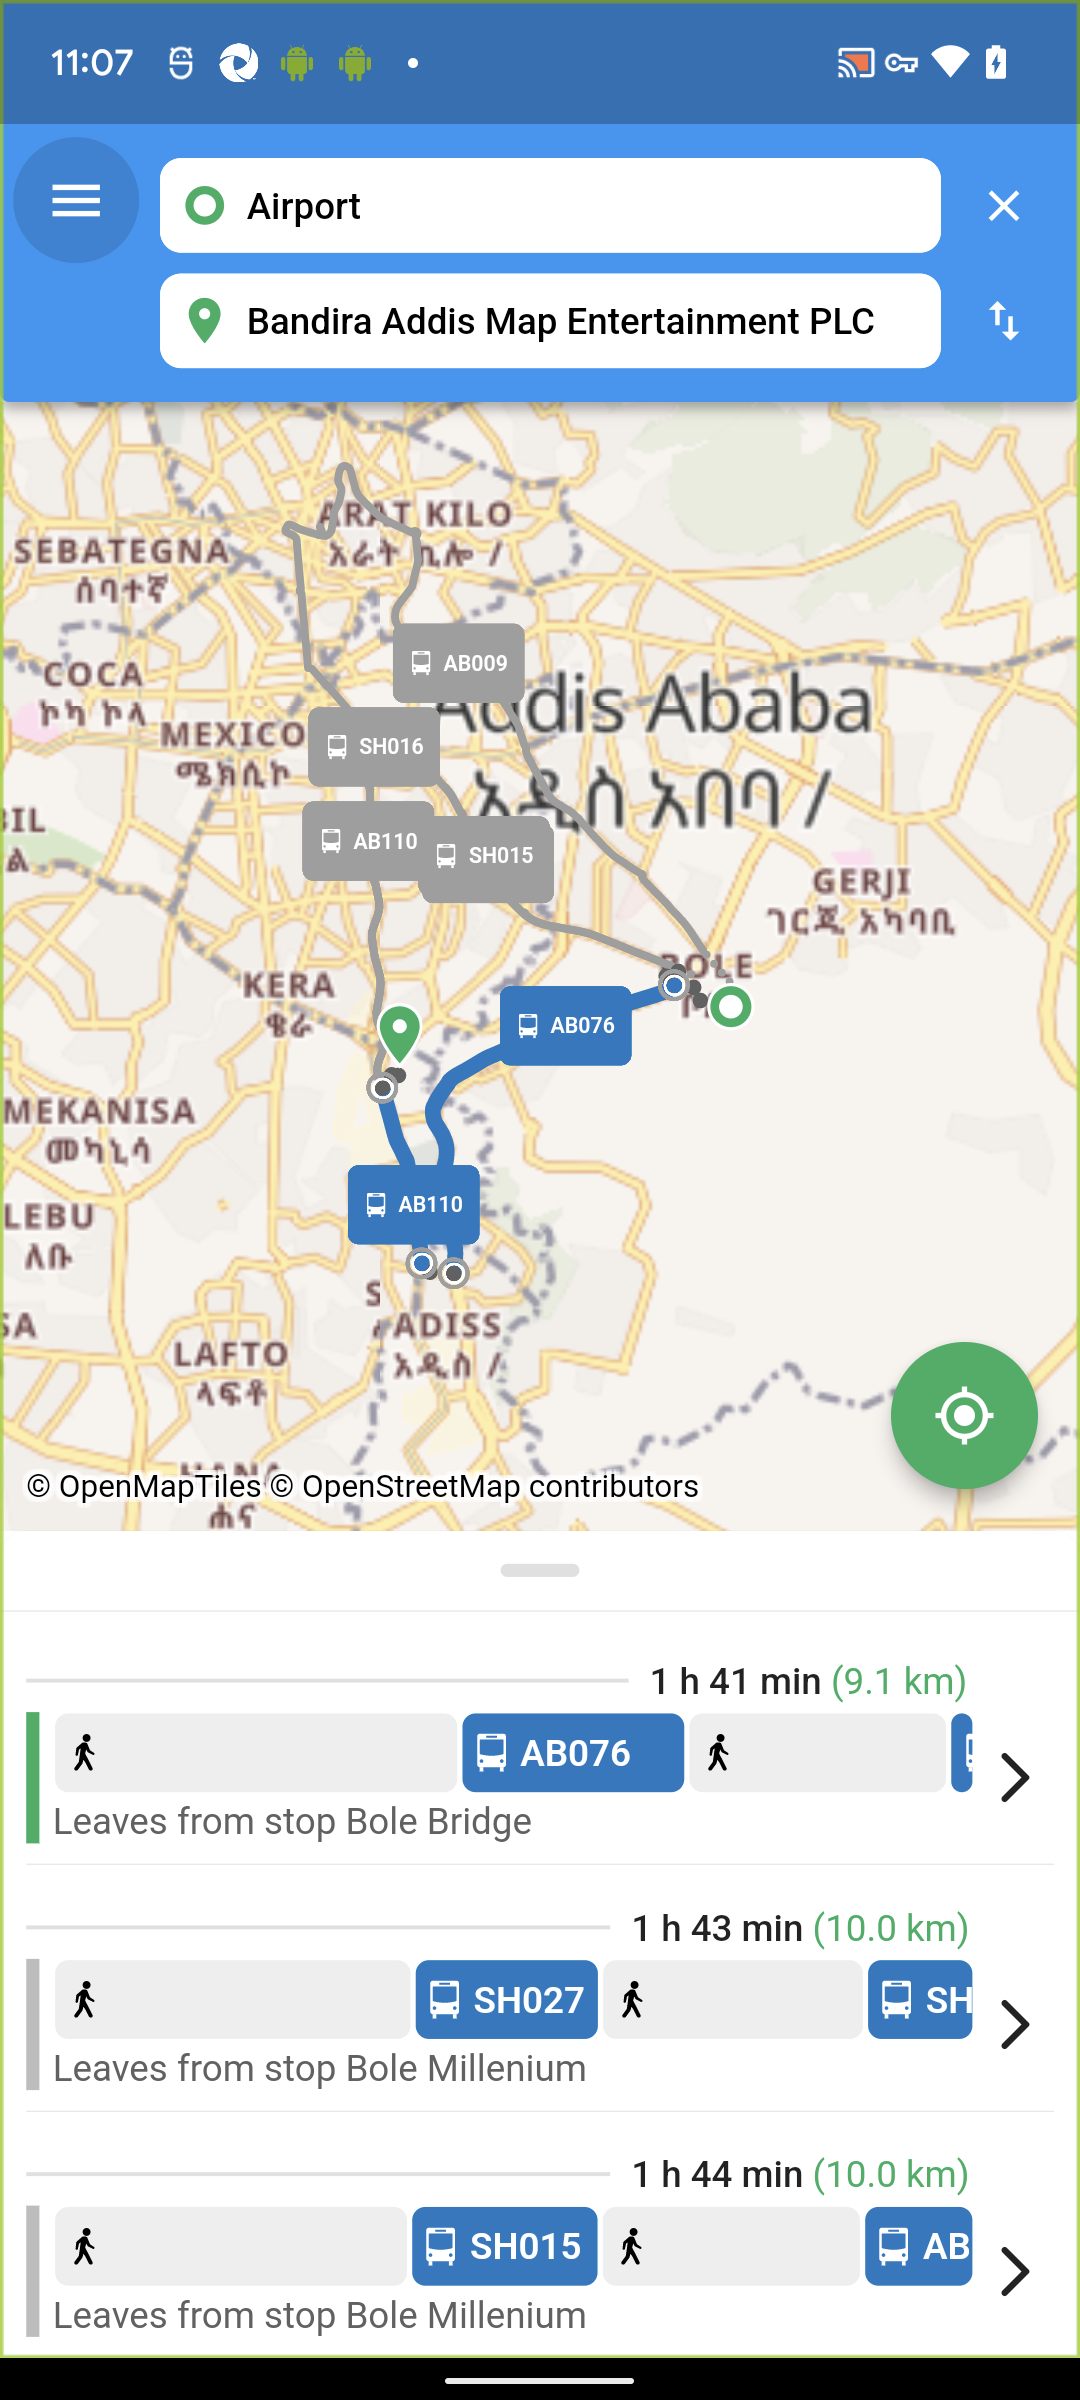 11:07
Airport
Bandira Addis Map Entertainment PLC
ARAT KILO
አራት ኪሎ /
SEBATEGNA
ሰባተኛ
AB009
COCA
ኮካ ኮላ
Addis Ababa
አዲስ አበባ /
MEXICO
ሜክሲኮ
SH016
AB110
SH015
GERJI
ገርጂ አካባቢ
BOLE
KERA
ቄራ
AB076
MEKANISA
መካኒሳ
AB110
LEBU
ለቡ
ADISS
አዲስ /
LAFTO
ላፍቶ
ሐና
© OpenMapTiles © OpenStreetMap contributors
1 h 41 min (9.1 km)
AB076
Leaves from stop Bole Bridge
1 h 43 min (10.0 km)
SH027
SH
Leaves from stop Bole Millenium
1 h 44 min (10.0 km)
SH015
AB
Leaves from stop Bole Millenium